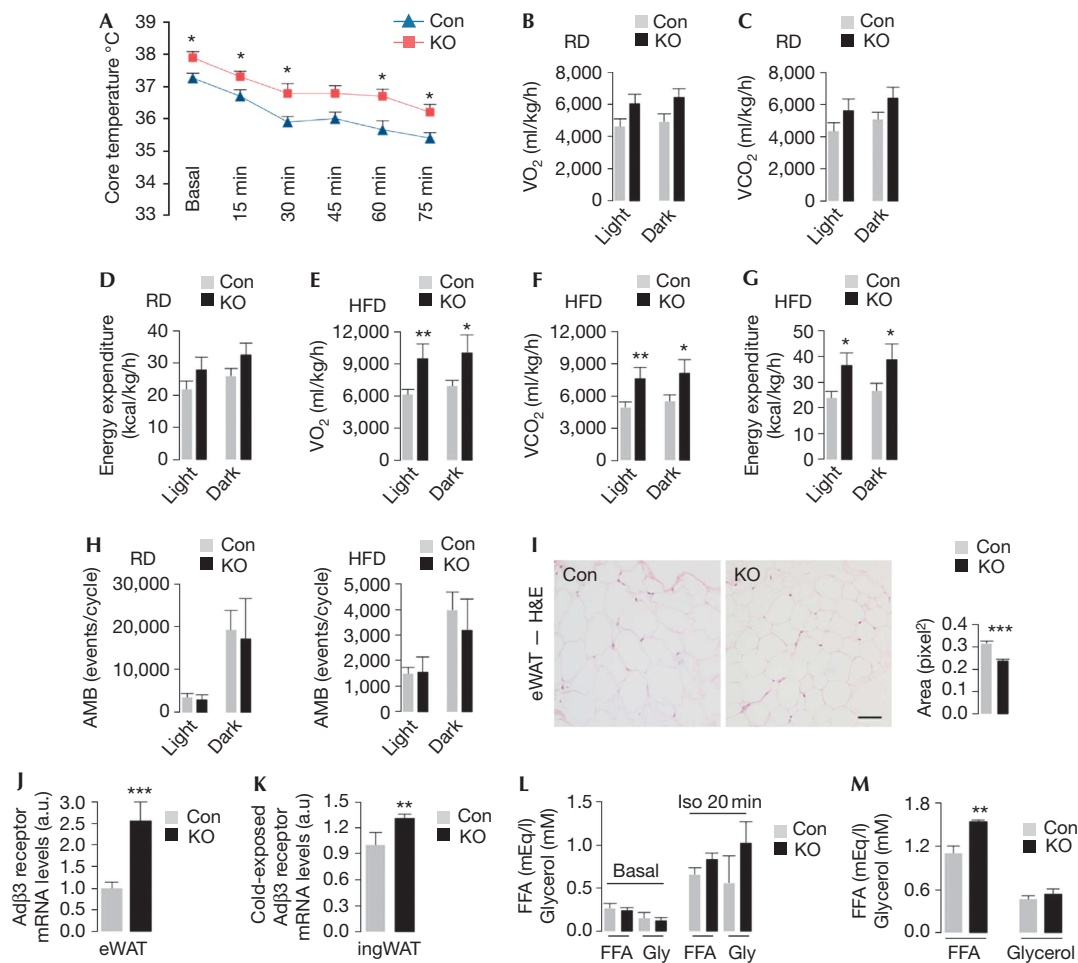 A
Core temperature °C
39
38
37
36
35
34
33
* * * * *
Basal
15 min
30 min
45 min
60 min
75 min
Con
KO
B
RD
Con
KO
VO2 (ml/kg/h)
8,000
6,000
4,000
2,000
0
Light
Dark
C
RD
Con
KO
VCO2 (ml/kg/h)
8,000
6,000
4,000
2,000
0
Light
Dark
D
RD
Con
KO
Energy expenditure
(kcal/kg/h)
40
30
20
10
0
Light
Dark
E
HFD
Con
KO
VO2 (ml/kg/h)
12,000
9,000
6,000
3,000
0
** *
Light
Dark
F
HFD
Con
KO
VCO2 (ml/kg/h)
12,000
9,000
6,000
3,000
0
** *
Light
Dark
G
HFD
Con
KO
Energy expenditure
(kcal/kg/h)
50
40
30
20
10
0
* *
Light
Dark
H
RD
Con
KO
AMB (events/cycle)
30,000
20,000
10,000
0
Light
Dark
HFD
Con
KO
AMB (events/cycle)
5,000
4,000
3,000
2,000
1,000
0
Light
Dark
I
eWAT – H&E
Con
KO
Con
KO
Area (pixel²)
0.4
0.3
0.2
0.1
0.0
***
J
Adβ3 receptor
mRNA levels (a.u.)
3.0
2.5
2.0
1.5
1.0
0.5
0.0
***
eWAT
Con
KO
K
Cold-exposed
Adβ3 receptor
mRNA levels (a.u)
1.5
1.2
0.9
0.6
0.3
0.0
**
ingWAT
Con
KO
L
FFA (mEq/l)
Glycerol (mM)
1.5
1.0
0.5
0.0
Basal
Iso 20 min
FFA Gly FFA Gly
Con
KO
M
FFA (mEq/l)
Glycerol (mM)
1.8
1.2
0.6
0.0
**
FFA Glycerol
Con
KO